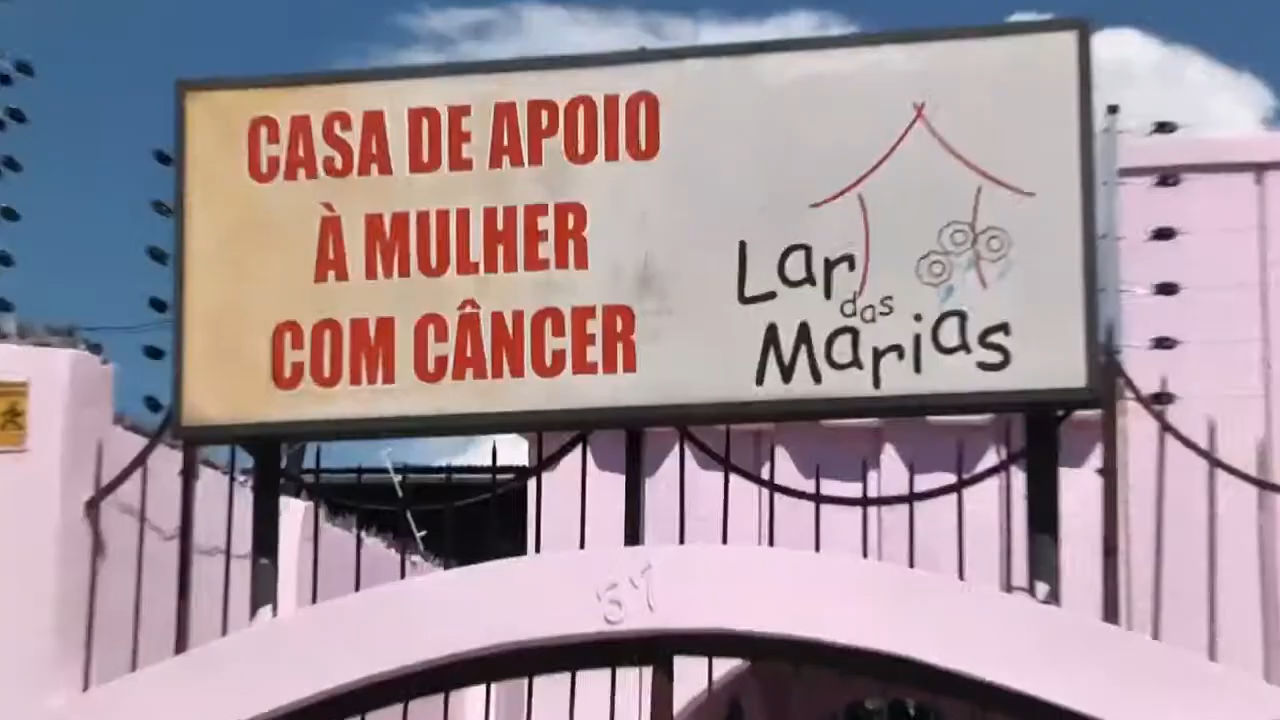 CASA DE APOIO
À MULHER
COM CÂNCER
Lar
das
Marias
57